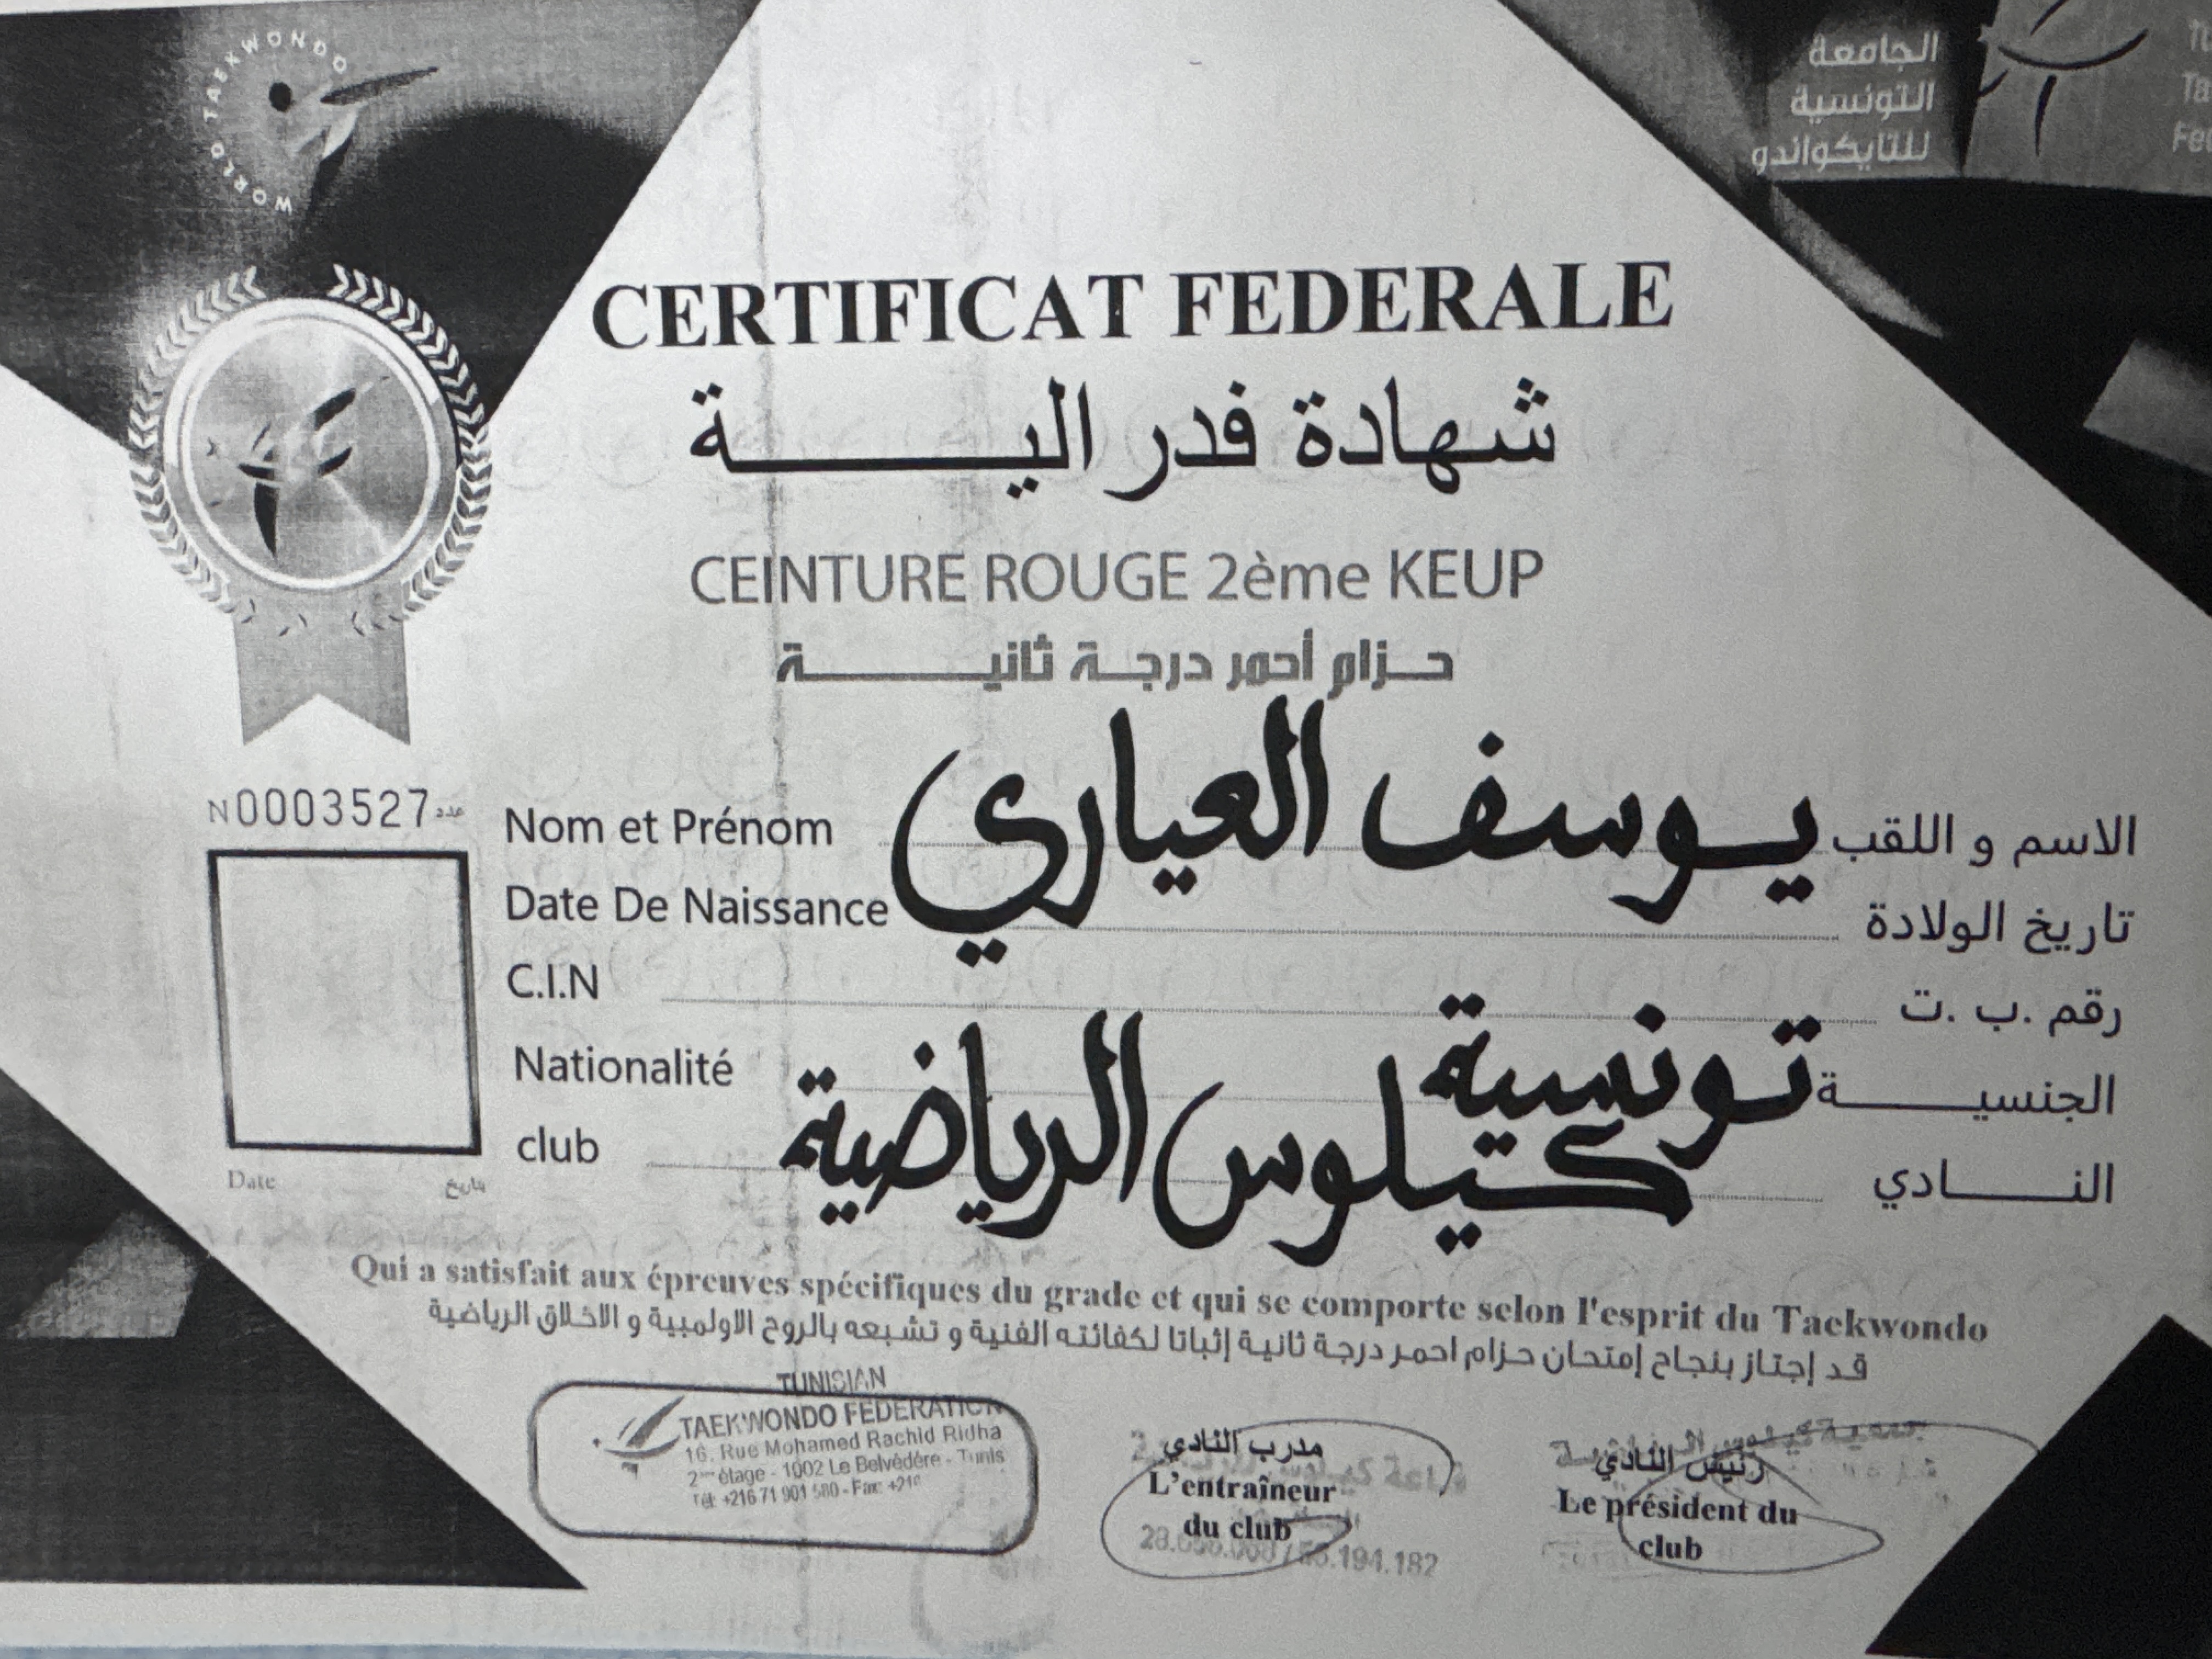 WORLD TAEKWONDO
الجامعة
التونسية
للتايكواندو
CERTIFICAT FEDERALE
شهادة فدرالية
CEINTURE ROUGE 2ème KEUP
حزام أحمر درجة ثانية
N0003527 عدد
Nom et Prénom يوسف العياري الاسم و اللقب
Date De Naissance تاريخ الولادة
C.I.N رقم .ب .ت
Nationalité تونسية الجنسية
club كيتلوس الرياضية النادي
Date تاريخ
Qui a satisfait aux épreuves spécifiques du grade et qui se comporte selon l'esprit du Taekwondo
قد إجتاز بنجاح إمتحان حزام احمر درجة ثانية إثباتا لكفائته الفنية و تشبعه بالروح الاولمبية و الاخلاق الرياضية
TUNISIAN
TAEKWONDO FEDERATION
16, Rue Mohamed Rachid Ridha
2ème étage - 1002 Le Belvédére - Tunis
Tél: +216 71 901 580 - Fax: +216
مدرب النادي
L'entraîneur
du club
194.182
رئيس النادي
Le président du
club